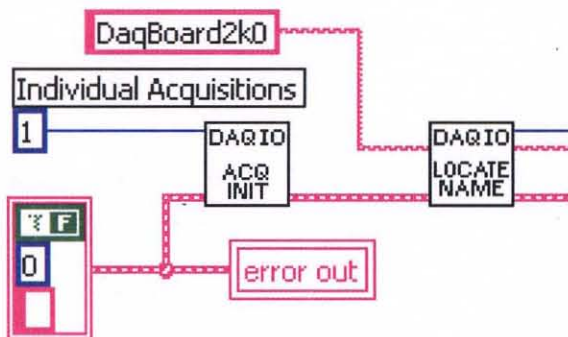 DaqBoard2k0
Individual Acquisitions
1
DAQIO
ACQ
INIT
DAQIO
LOCATE
NAME
F
0
error out